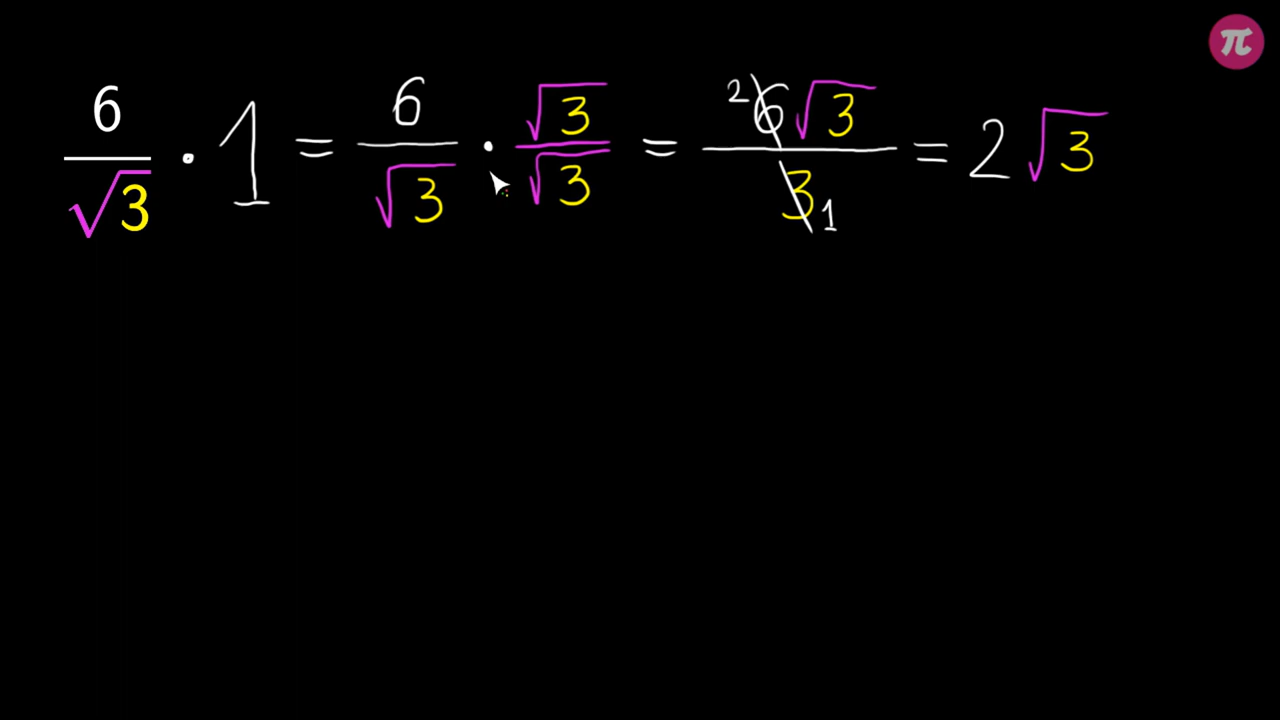 6/√3 · 1 = 6/√3 · √3/√3 = ²6√3/3₁ = 2√3
π